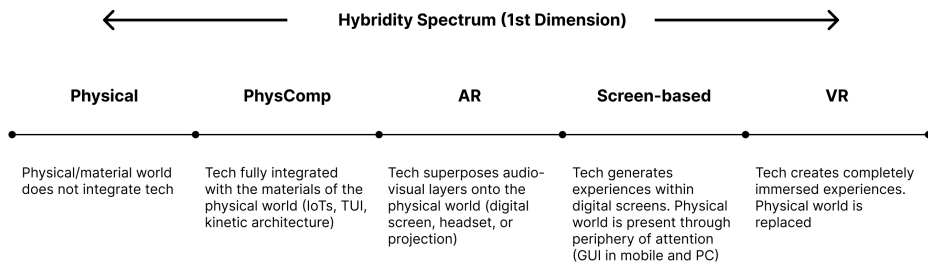 Hybridity Spectrum (1st Dimension)
Physical
PhysComp
AR
Screen-based
VR
Physical/material world
does not integrate tech
Tech fully integrated
with the materials of the
physical world (IoTs, TUI,
kinetic architecture)
Tech superposes audio-
visual layers onto the
physical world (digital
screen, headset, or
projection)
Tech generates
experiences within
digital screens. Physical
world is present through
periphery of attention
(GUI in mobile and PC)
Tech creates completely
immersed experiences.
Physical world is
replaced